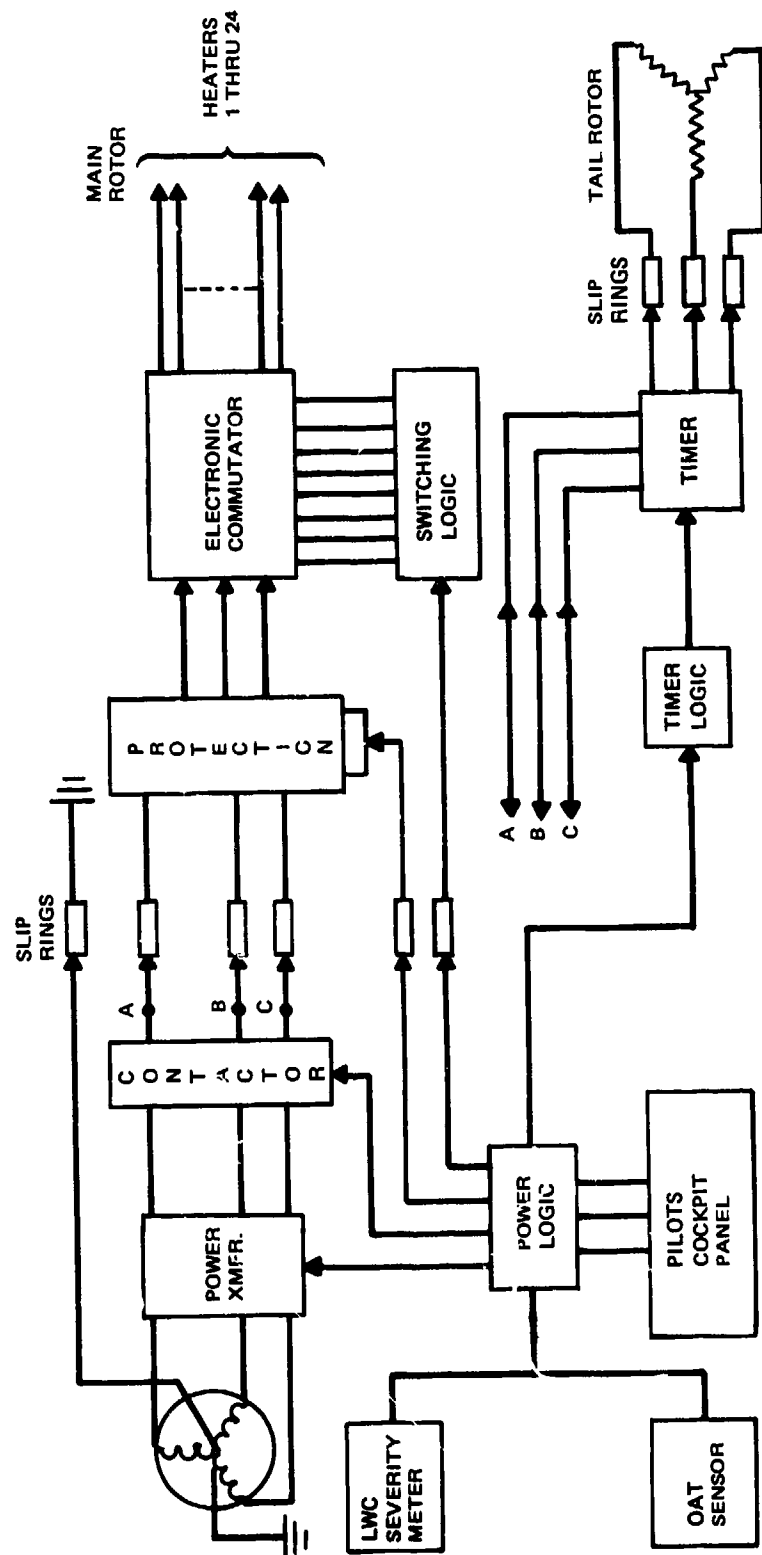 MAIN
ROTOR
HEATERS
1 THRU 24
ELECTRONIC
COMMUTATOR
SWITCHING
LOGIC
PROTECTION
SLIP
RINGS
A
B
C
CONTACTOR
POWER
XMFR.
POWER
LOGIC
PILOTS
COCKPIT
PANEL
LWC
SEVERITY
METER
OAT
SENSOR
TAIL ROTOR
SLIP
RINGS
TIMER
TIMER
LOGIC
A
B
C